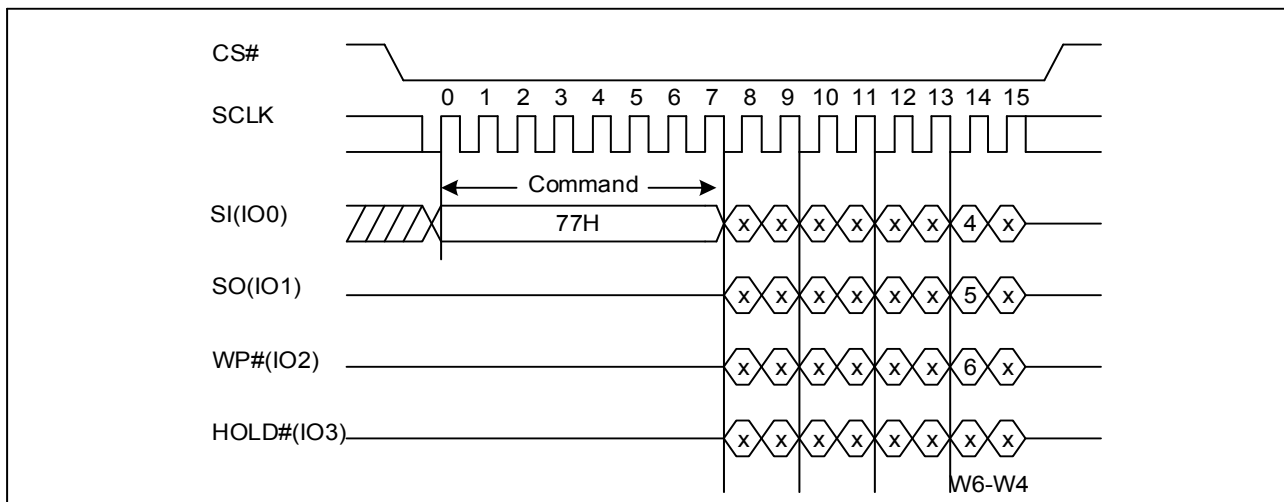 CS#
0 1 2 3 4 5 6 7 8 9 10 11 12 13 14 15
SCLK
Command
SI(IO0) 77H x x x x x x 4 x
SO(IO1) x x x x x x 5 x
WP#(IO2) x x x x x x 6 x
HOLD#(IO3) x x x x x x x x
W6-W4